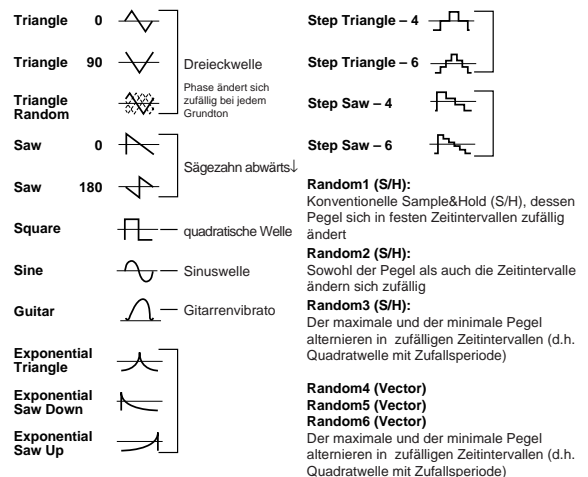 Triangle 0
Triangle 90
Dreieckwelle
Triangle
Random
Phase ändert sich
zufällig bei jedem
Grundton
Saw 0
Saw 180
Sägezahn abwärts↓
Square
quadratische Welle
Sine
Sinuswelle
Guitar
Gitarrenvibrato
Exponential
Triangle
Exponential
Saw Down
Exponential
Saw Up
Step Triangle – 4
Step Triangle – 6
Step Saw – 4
Step Saw – 6
Random1 (S/H):
Konventionelle Sample&Hold (S/H), dessen
Pegel sich in festen Zeitintervallen zufällig
ändert
Random2 (S/H):
Sowohl der Pegel als auch die Zeitintervalle
ändern sich zufällig
Random3 (S/H):
Der maximale und der minimale Pegel
alternieren in zufälligen Zeitintervallen (d.h.
Quadratwelle mit Zufallsperiode)
Random4 (Vector)
Random5 (Vector)
Random6 (Vector)
Der maximale und der minimale Pegel
alternieren in zufälligen Zeitintervallen (d.h.
Quadratwelle mit Zufallsperiode)